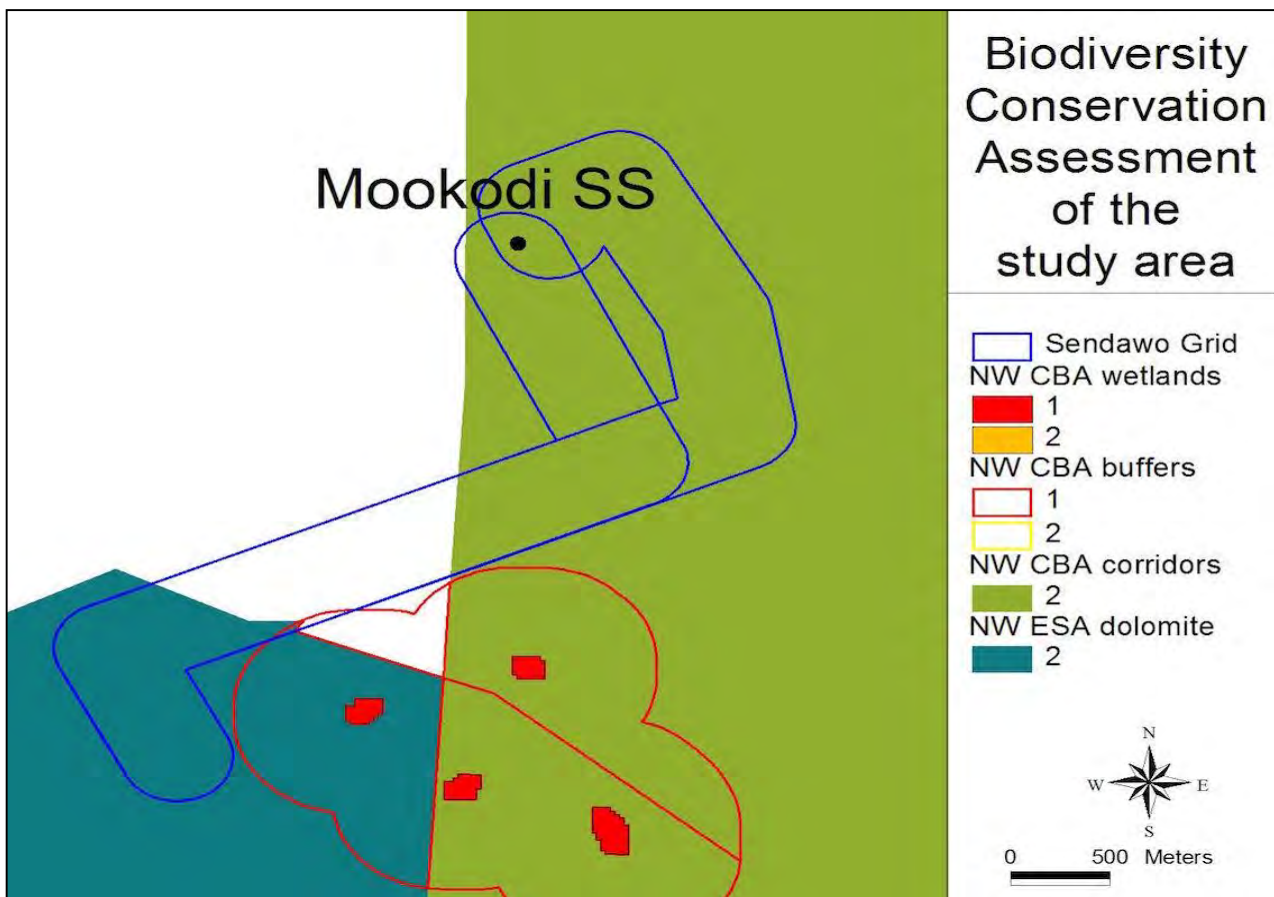 Mookodi SS
Biodiversity
Conservation
Assessment
of the
study area
Sendawo Grid
NW CBA wetlands
1
2
NW CBA buffers
1
2
NW CBA corridors
2
NW ESA dolomite
2
N
W E
S
0 500 Meters